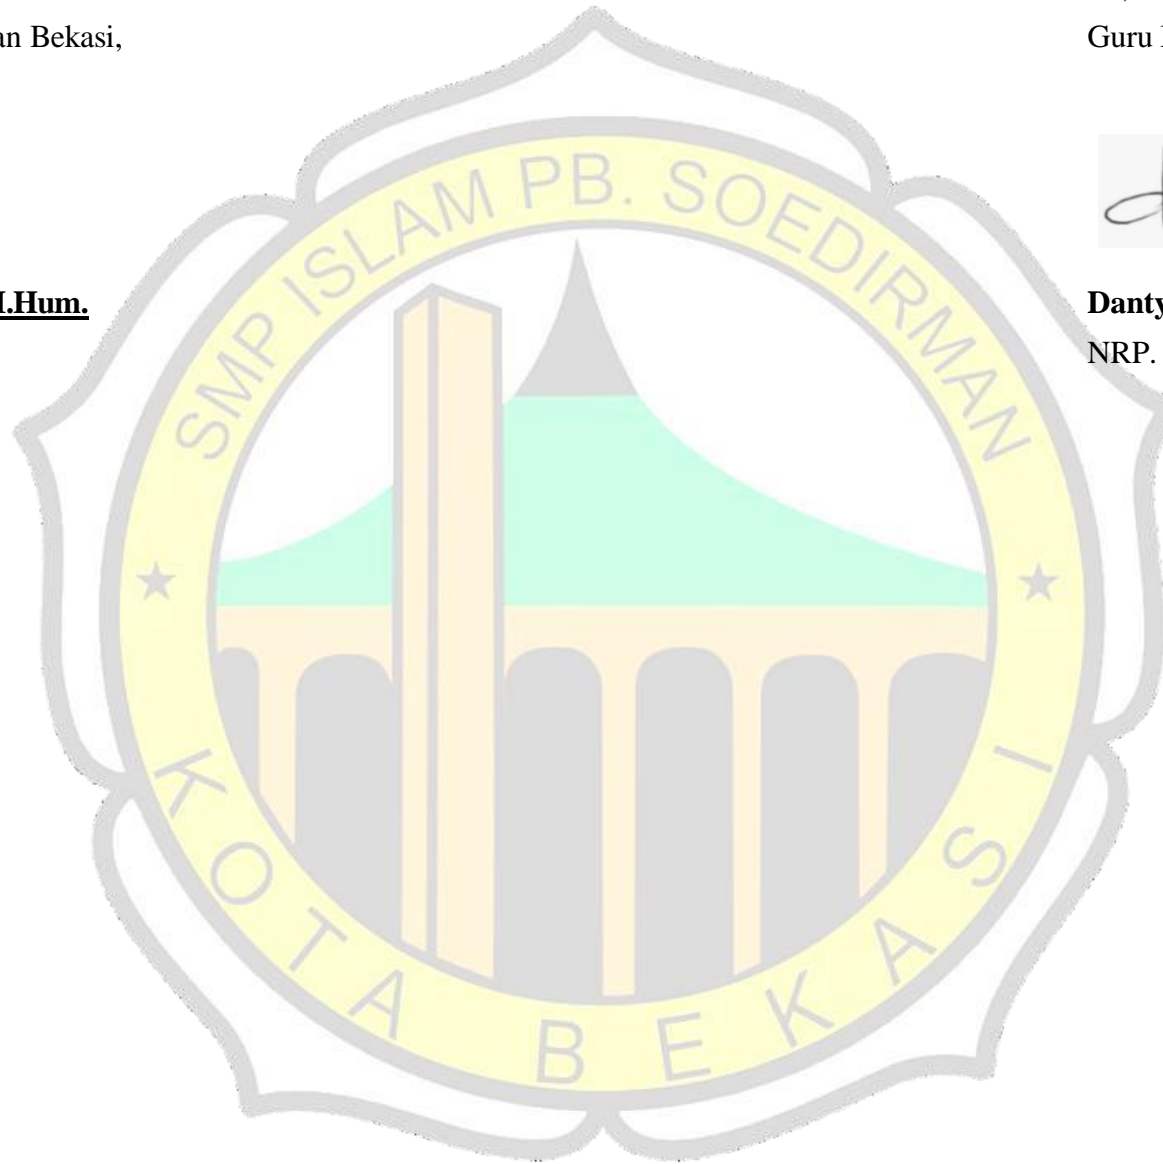 an Bekasi,
Guru
SMP ISLAM PB. SOEDIRMAN
.Hum.
Danty
NRP.
KOTA BEKASI